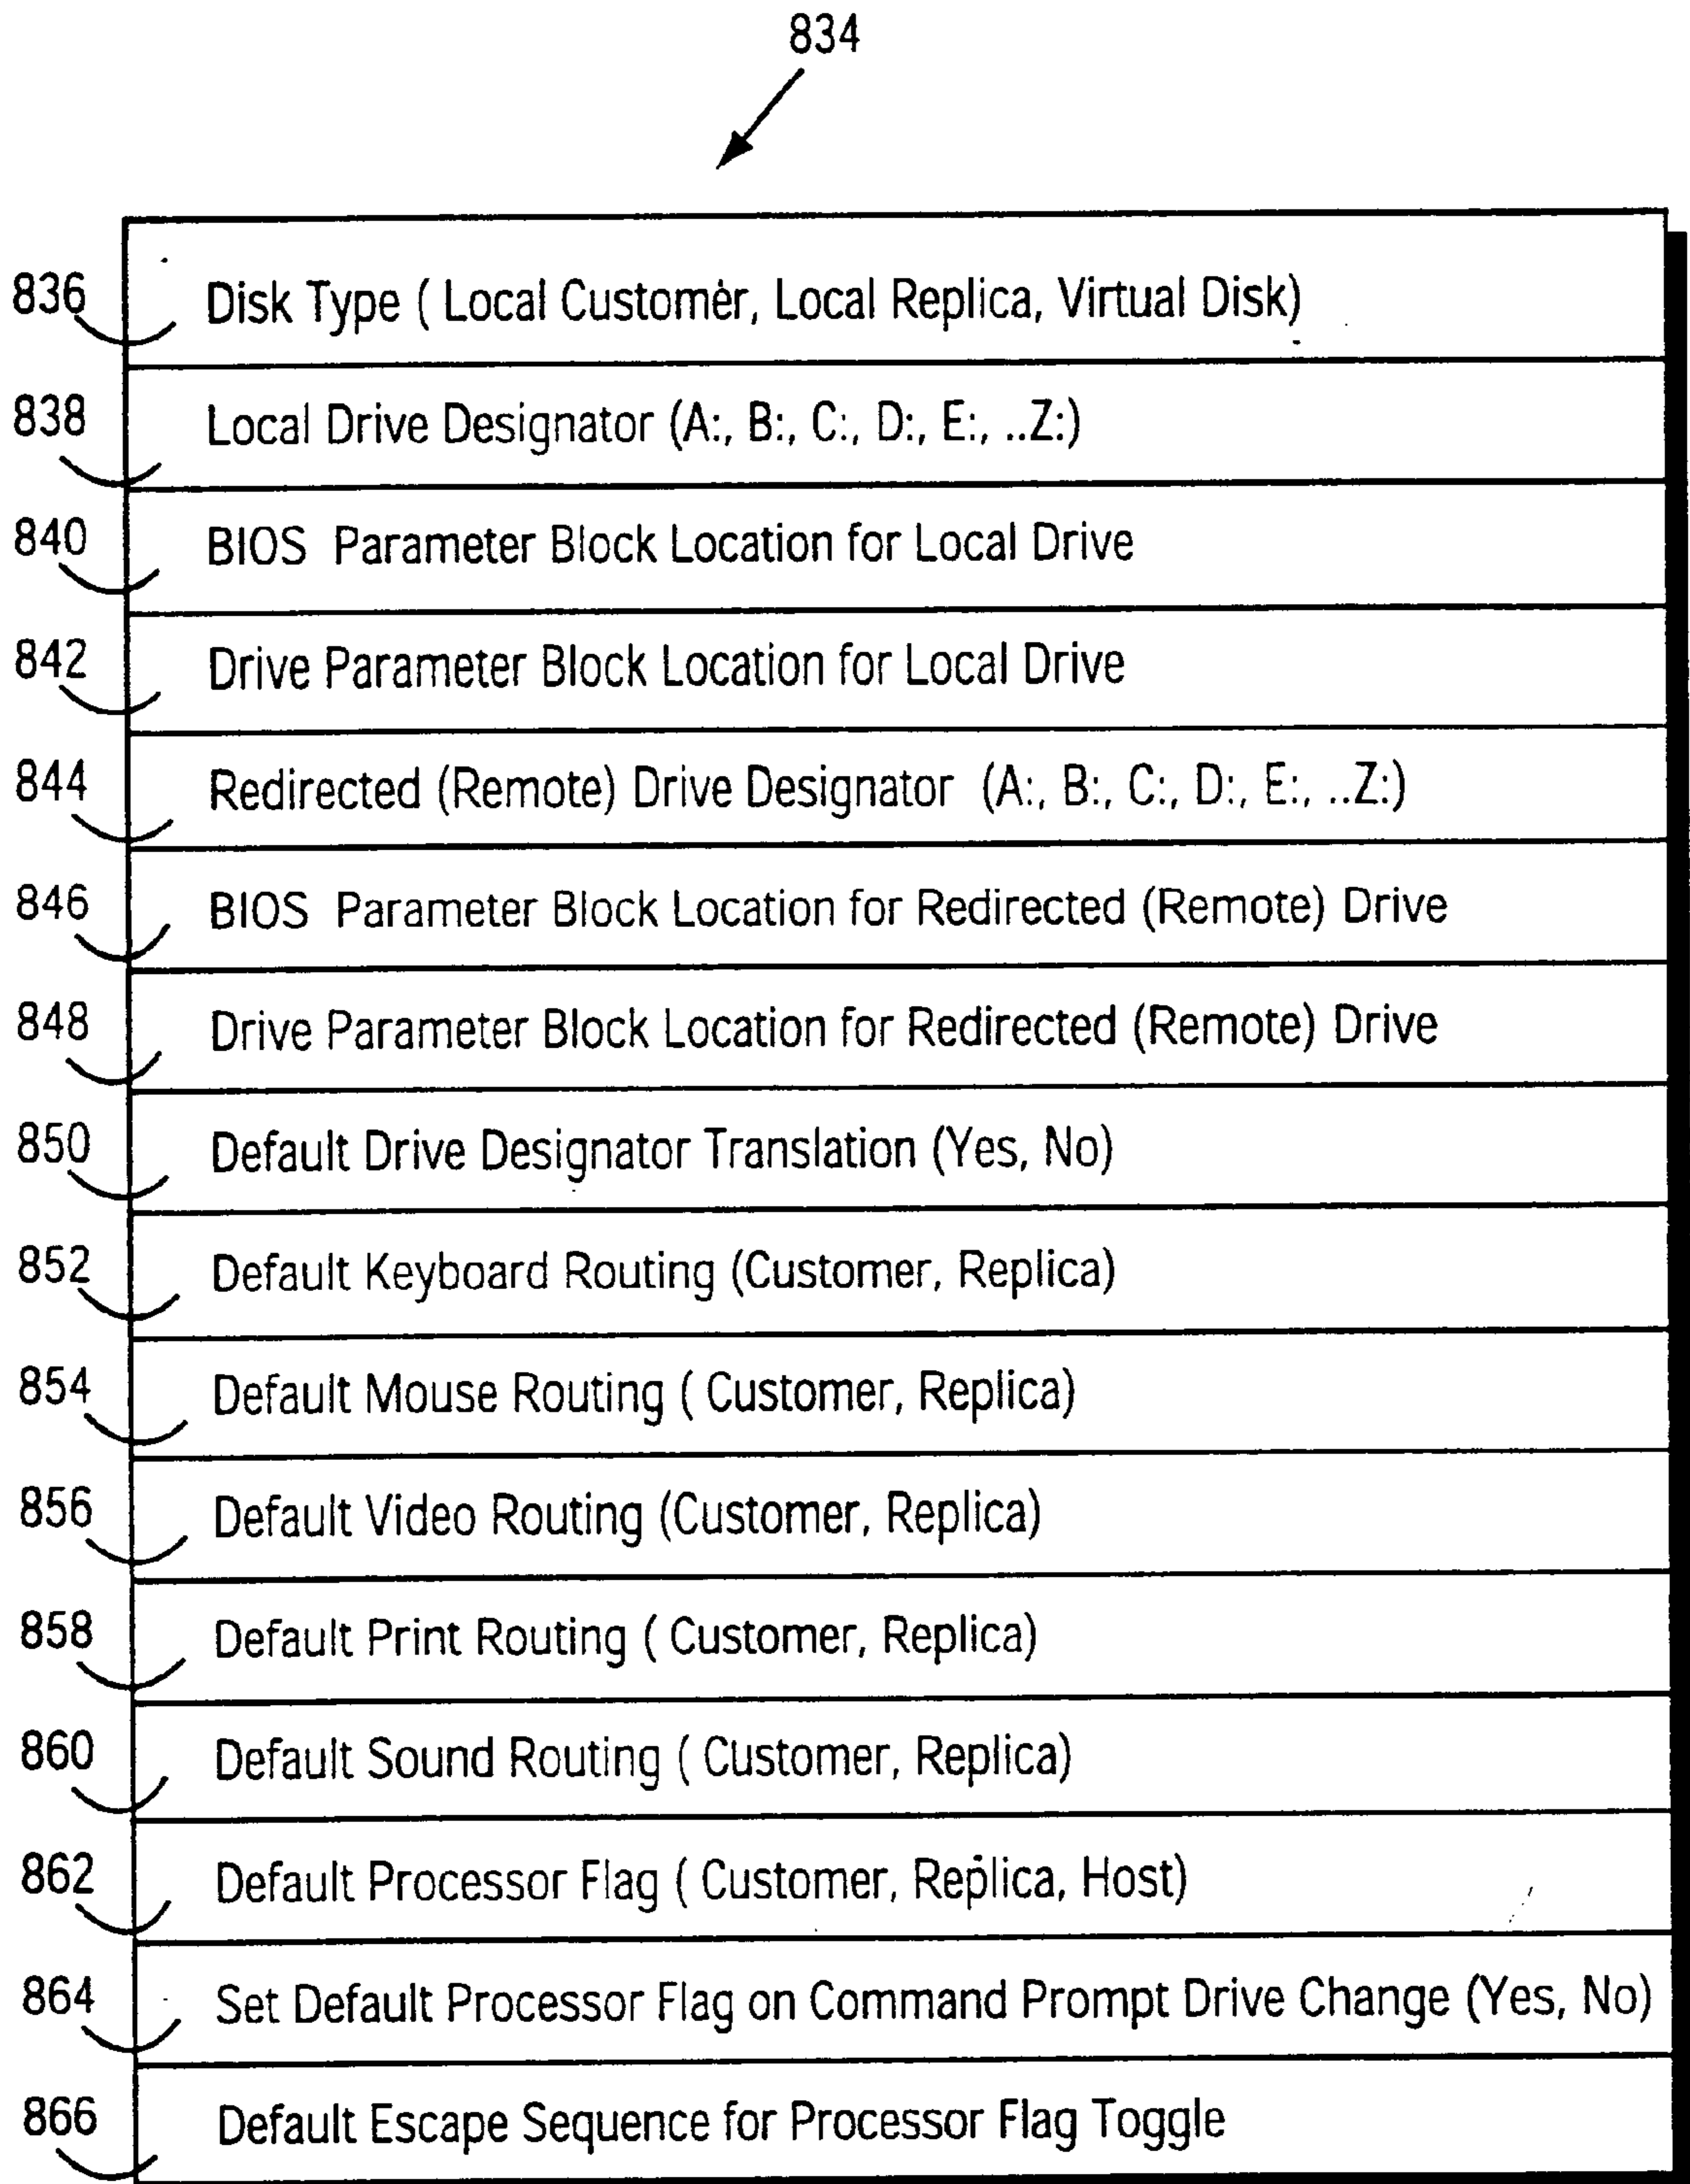 834
836 Disk Type ( Local Customer, Local Replica, Virtual Disk)
838 Local Drive Designator (A:, B:, C:, D:, E:, ..Z:)
840 BIOS Parameter Block Location for Local Drive
842 Drive Parameter Block Location for Local Drive
844 Redirected (Remote) Drive Designator (A:, B:, C:, D:, E:, ..Z:)
846 BIOS Parameter Block Location for Redirected (Remote) Drive
848 Drive Parameter Block Location for Redirected (Remote) Drive
850 Default Drive Designator Translation (Yes, No)
852 Default Keyboard Routing (Customer, Replica)
854 Default Mouse Routing ( Customer, Replica)
856 Default Video Routing (Customer, Replica)
858 Default Print Routing ( Customer, Replica)
860 Default Sound Routing ( Customer, Replica)
862 Default Processor Flag ( Customer, Replica, Host)
864 Set Default Processor Flag on Command Prompt Drive Change (Yes, No)
866 Default Escape Sequence for Processor Flag Toggle